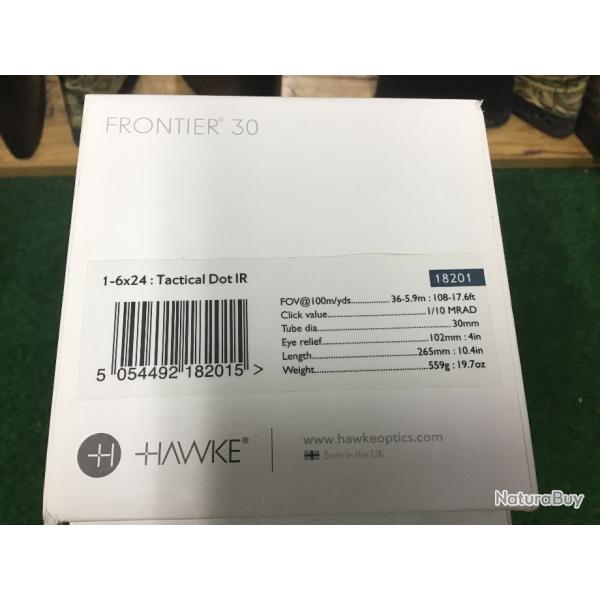 FRONTIER® 30
1-6x24 : Tactical Dot IR
18201
FOV@100m/yds.................... 36-5.9m : 108-17.6ft
Click value.................... 1/10 MRAD
Tube dia.................... 30mm
Eye relief.................... 102mm : 4in
Length.................... 265mm : 10.4in
Weight.................... 559g : 19.7oz
5 054492 182015 >
HAWKE®
www.hawkeoptics.com
Born in the UK
NaturaBuy